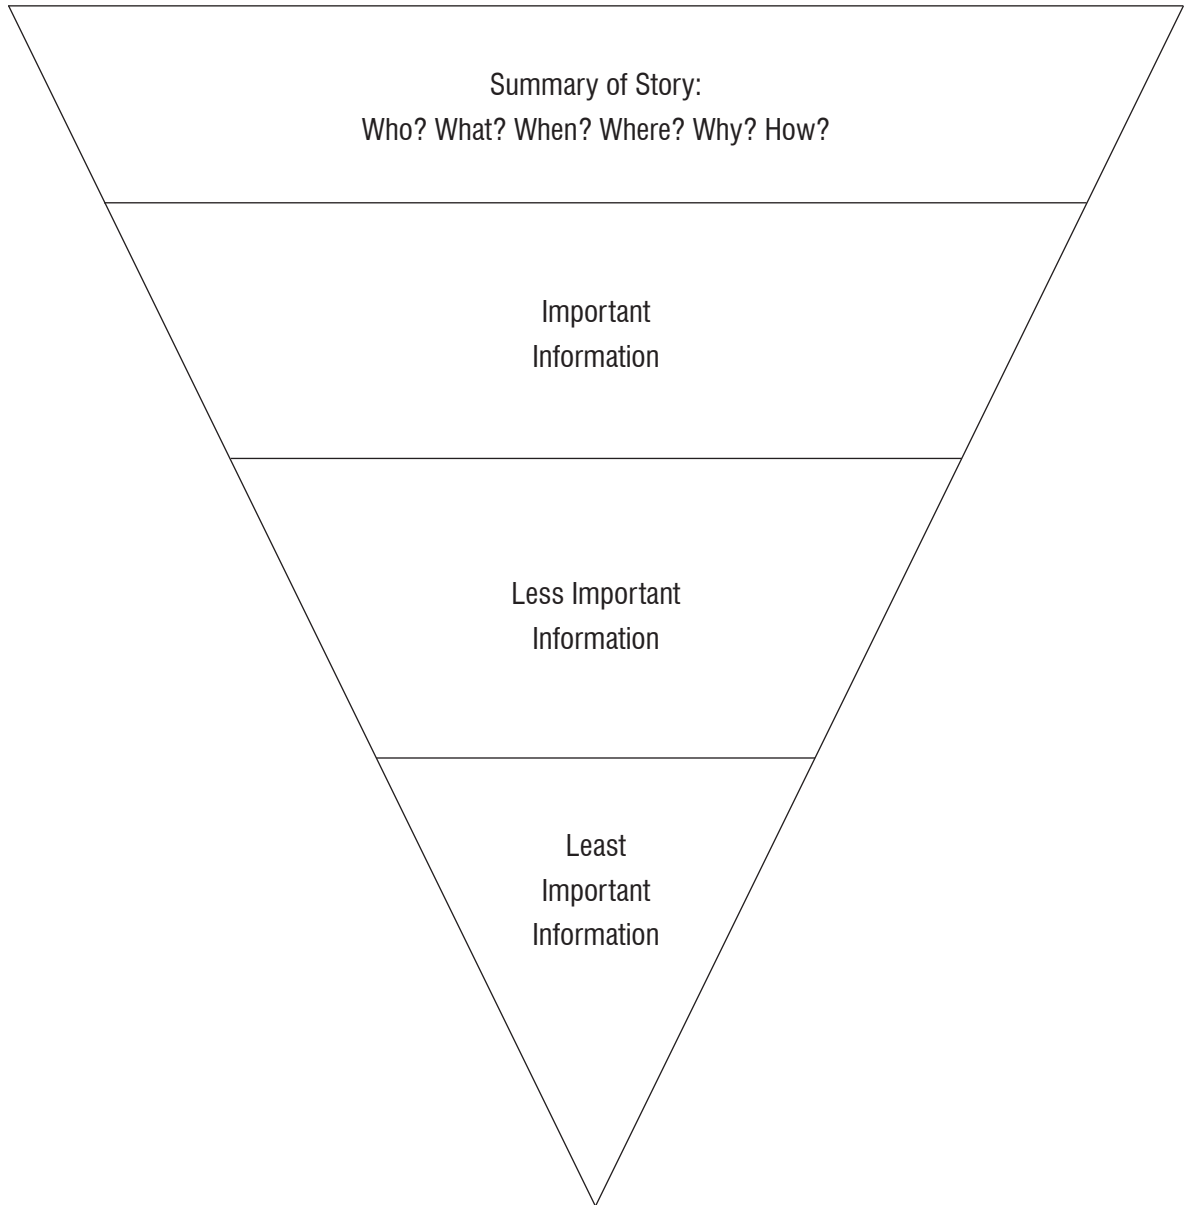 Summary of Story:
Who? What? When? Where? Why? How?
Important
Information
Less Important
Information
Least
Important
Information